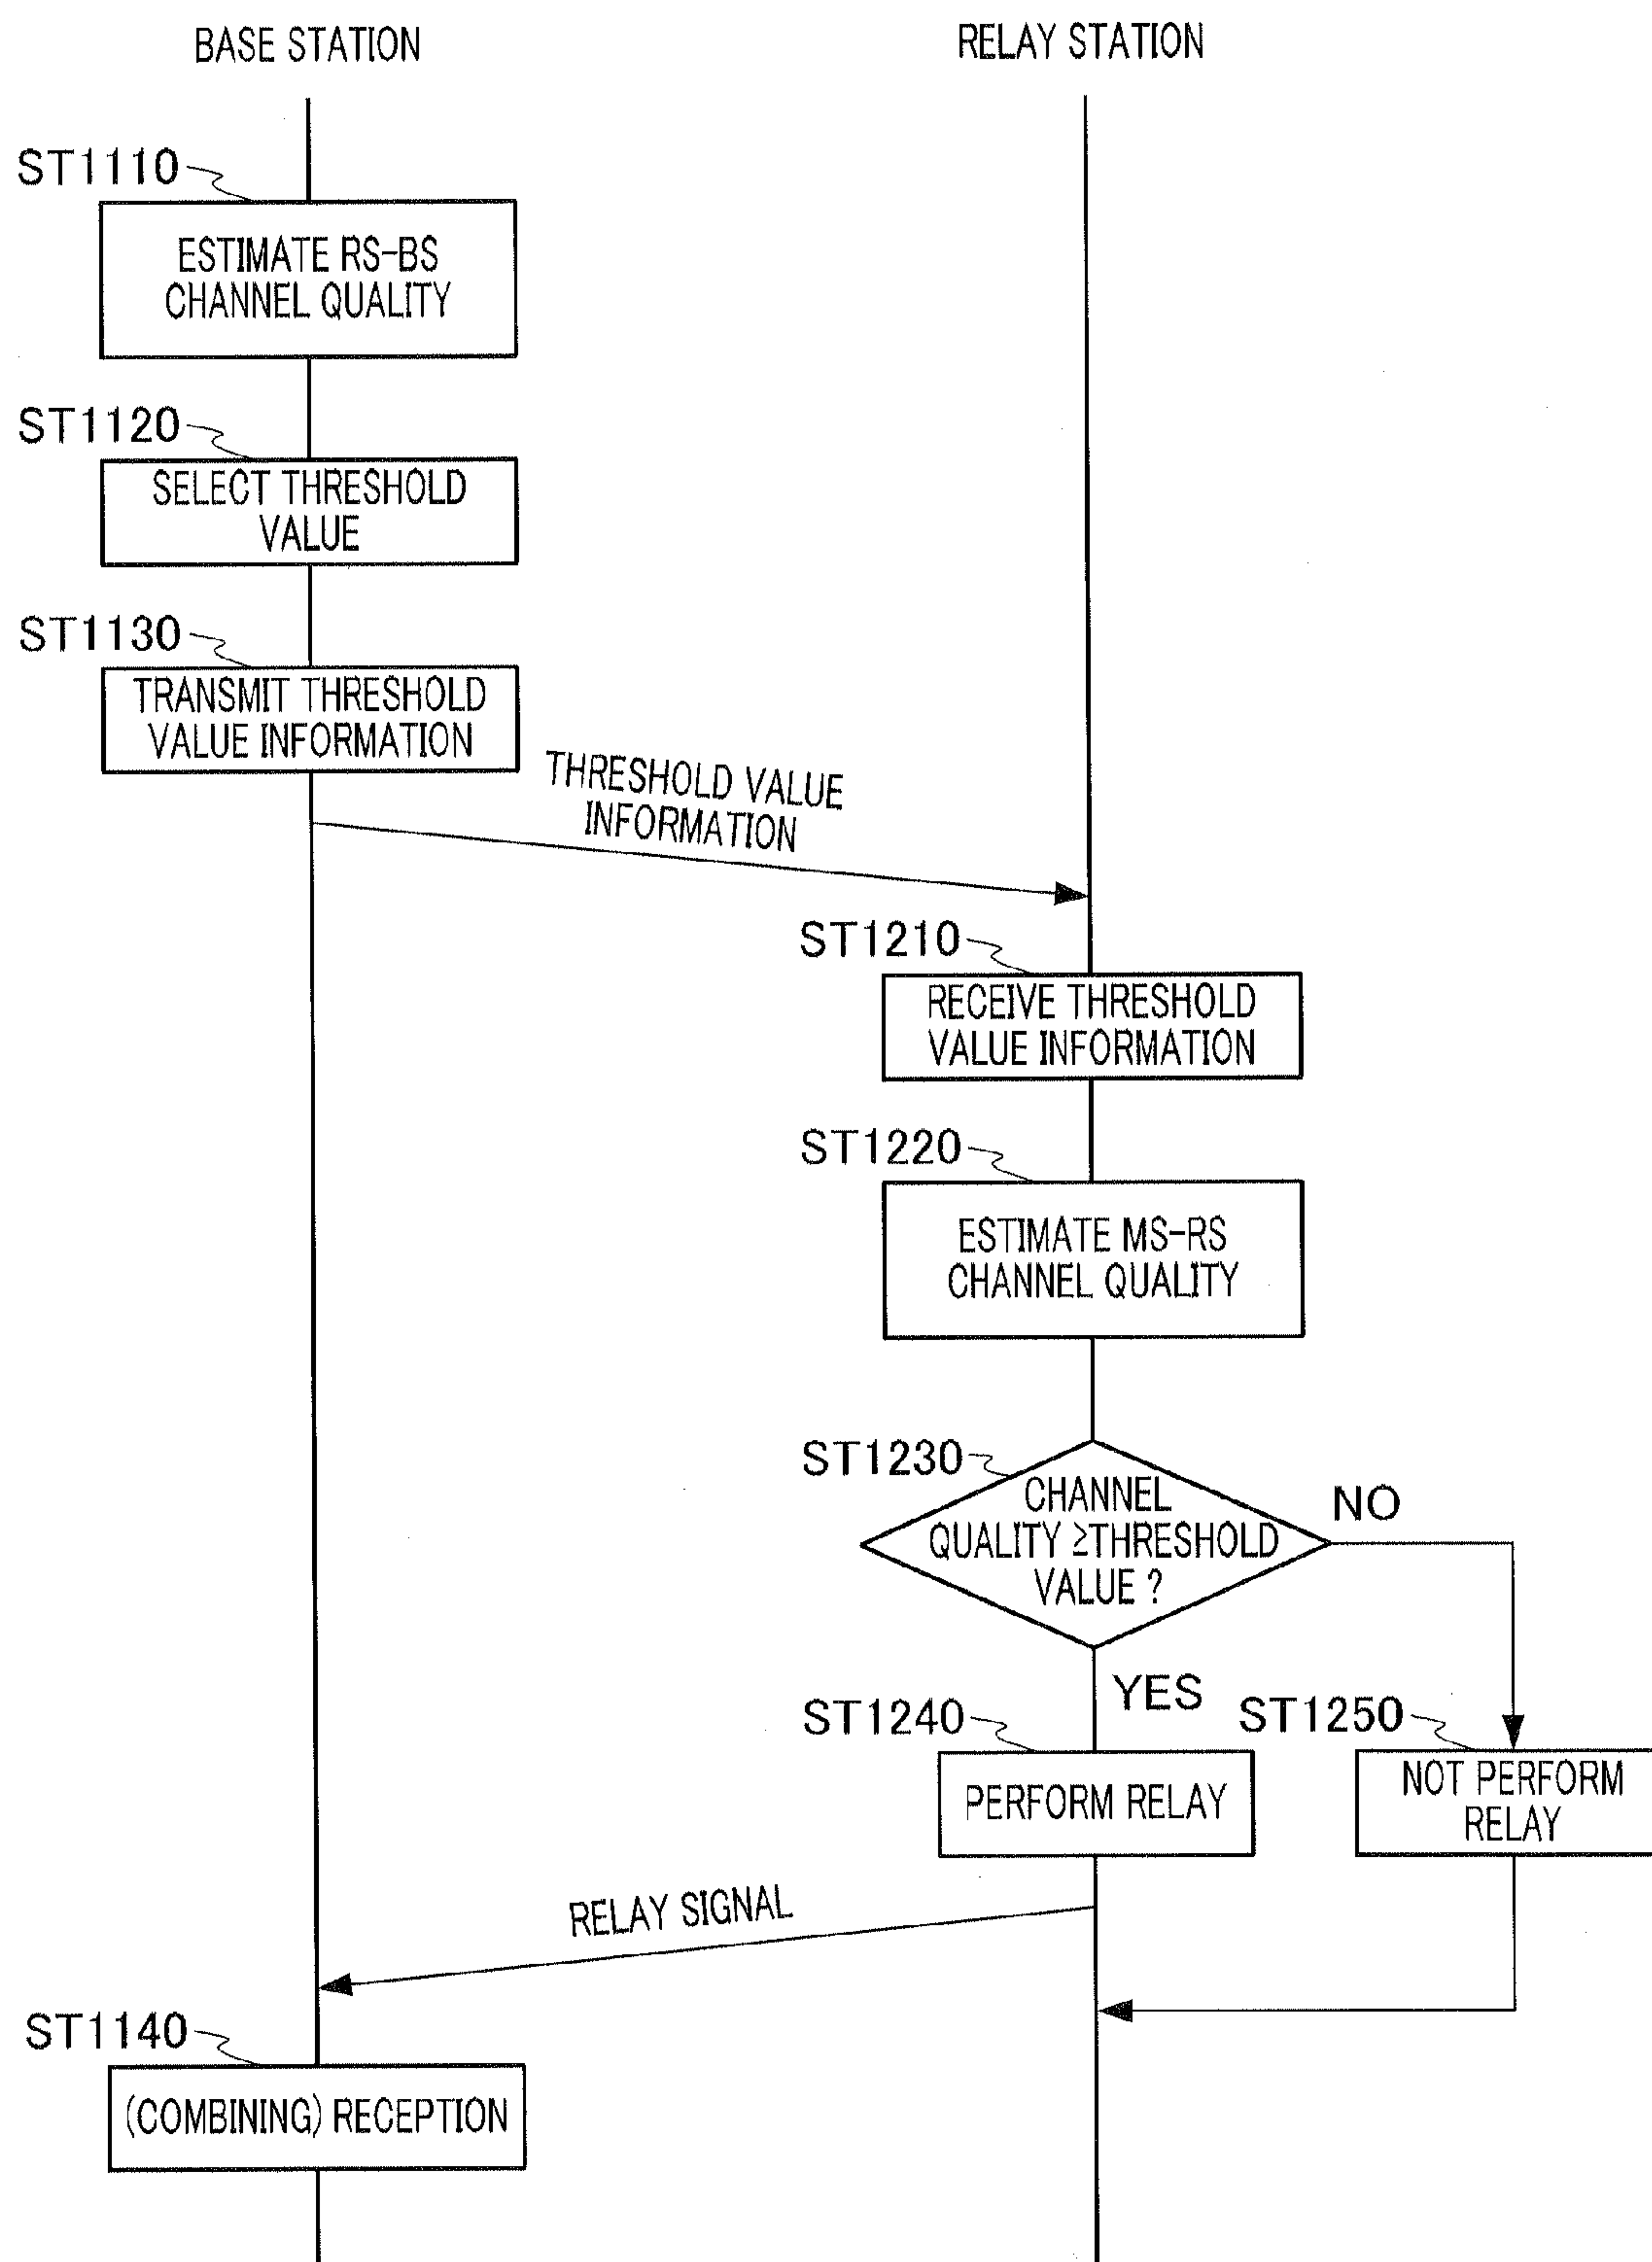 BASE STATION
RELAY STATION
ST1110
ESTIMATE RS-BS
CHANNEL QUALITY
ST1120
SELECT THRESHOLD
VALUE
ST1130
TRANSMIT THRESHOLD
VALUE INFORMATION
THRESHOLD VALUE
INFORMATION
ST1210
RECEIVE THRESHOLD
VALUE INFORMATION
ST1220
ESTIMATE MS-RS
CHANNEL QUALITY
ST1230
CHANNEL
QUALITY ≥THRESHOLD
VALUE ?
NO
YES
ST1240
PERFORM RELAY
ST1250
NOT PERFORM
RELAY
RELAY SIGNAL
ST1140
(COMBINING) RECEPTION